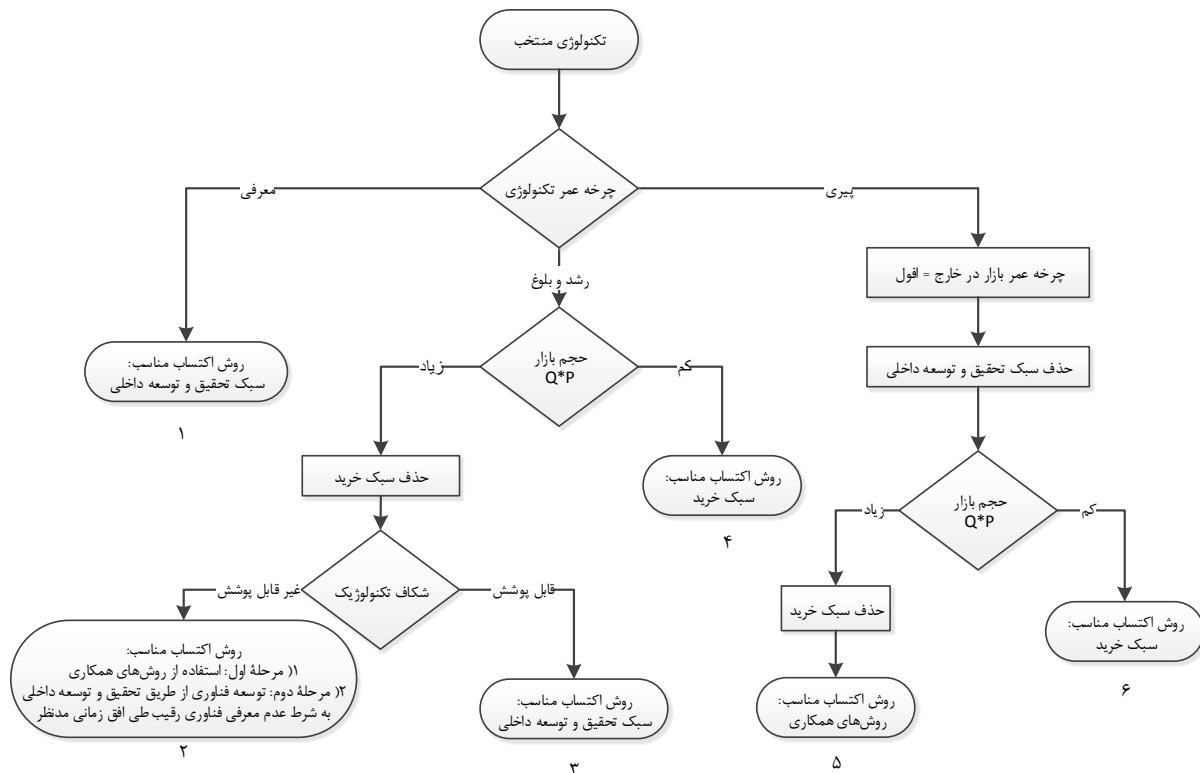 تکنولوژی منتخب
چرخه عمر تکنولوژی
معرفی
پیری
رشد و بلوغ
چرخه عمر بازار در خارج = افول
روش اکتساب مناسب:
سبک تحقیق و توسعه داخلی
۱
حجم بازار
Q*P
زیاد
کم
حذف سبک تحقیق و توسعه داخلی
حذف سبک خرید
روش اکتساب مناسب:
سبک خرید
۴
حجم بازار
Q*P
زیاد
کم
شکاف تکنولوژیک
غیر قابل پوشش
قابل پوشش
حذف سبک خرید
روش اکتساب مناسب:
سبک خرید
۶
روش اکتساب مناسب:
۱( مرحلۀ اول: استفاده از روش‌های همکاری
۲( مرحلۀ دوم: توسعه فناوری از طریق تحقیق و توسعه داخلی
به شرط عدم معرفی فناوری رقیب طی افق زمانی مدنظر
۲
روش اکتساب مناسب:
سبک تحقیق و توسعه داخلی
۳
روش اکتساب مناسب:
روش‌های همکاری
۵